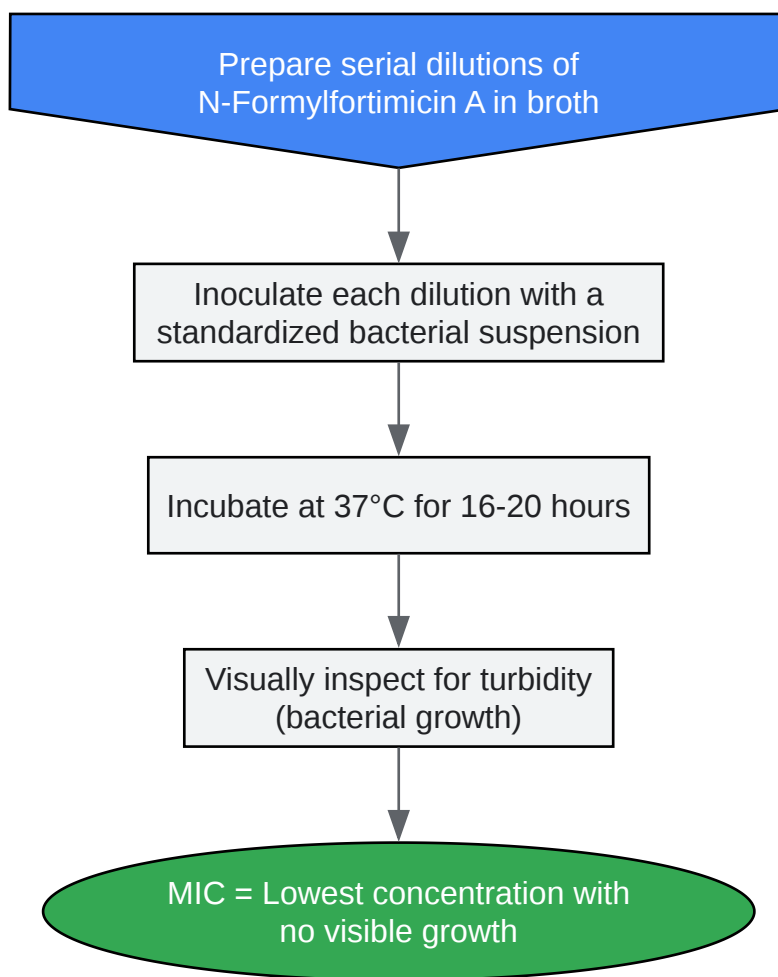 Prepare serial dilutions of
N-Formylfortimicin A in broth
Inoculate each dilution with a
standardized bacterial suspension
Incubate at 37°C for 16-20 hours
Visually inspect for turbidity
(bacterial growth)
MIC = Lowest concentration with
no visible growth